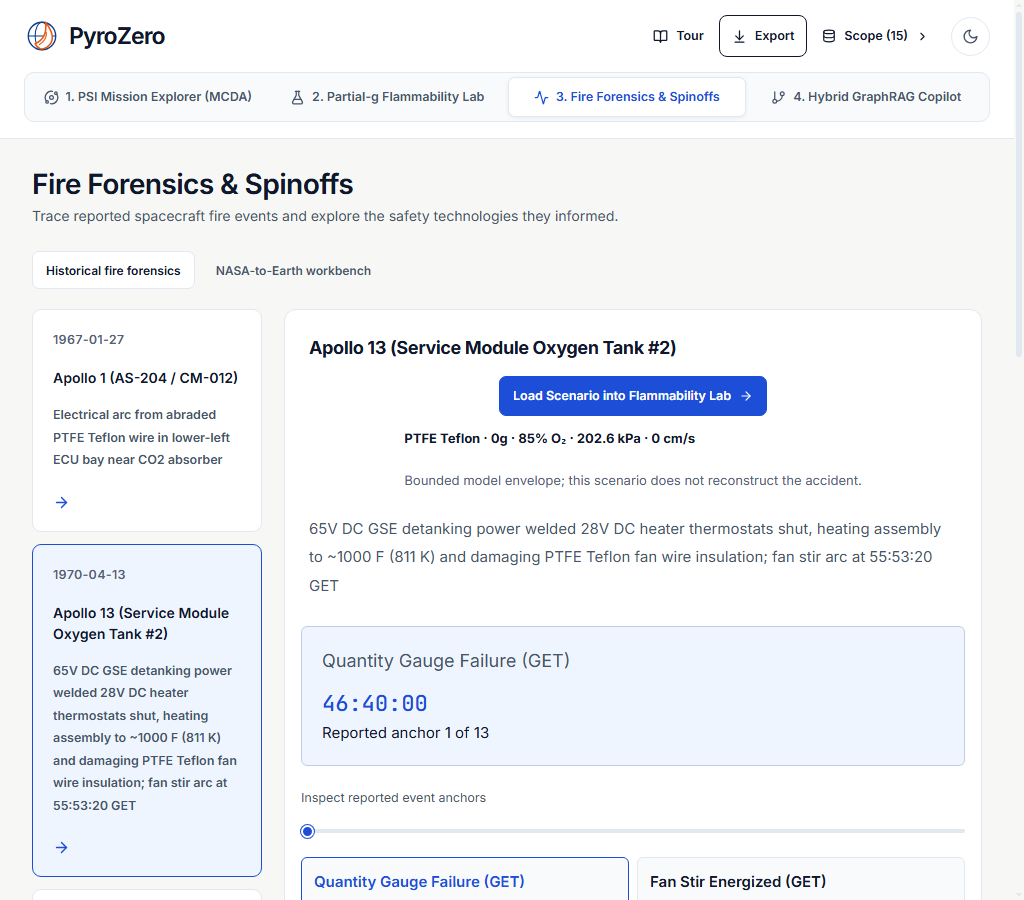 PyroZero
Tour
Export
Scope (15)
1. PSI Mission Explorer (MCDA)
2. Partial-g Flammability Lab
3. Fire Forensics & Spinoffs
4. Hybrid GraphRAG Copilot
Fire Forensics & Spinoffs
Trace reported spacecraft fire events and explore the safety technologies they informed.
Historical fire forensics
NASA-to-Earth workbench
1967-01-27
Apollo 1 (AS-204 / CM-012)
Electrical arc from abraded
PTFE Teflon wire in lower-left
ECU bay near CO2 absorber
1970-04-13
Apollo 13 (Service Module
Oxygen Tank #2)
65V DC GSE detanking power
welded 28V DC heater
thermostats shut, heating
assembly to ~1000 F (811 K)
and damaging PTFE Teflon fan
wire insulation; fan stir arc at
55:53:20 GET
Apollo 13 (Service Module Oxygen Tank #2)
Load Scenario into Flammability Lab
PTFE Teflon · 0g · 85% O₂ · 202.6 kPa · 0 cm/s
Bounded model envelope; this scenario does not reconstruct the accident.
65V DC GSE detanking power welded 28V DC heater thermostats shut, heating assembly
to ~1000 F (811 K) and damaging PTFE Teflon fan wire insulation; fan stir arc at 55:53:20
GET
Quantity Gauge Failure (GET)
46:40:00
Reported anchor 1 of 13
Inspect reported event anchors
Quantity Gauge Failure (GET)
Fan Stir Energized (GET)